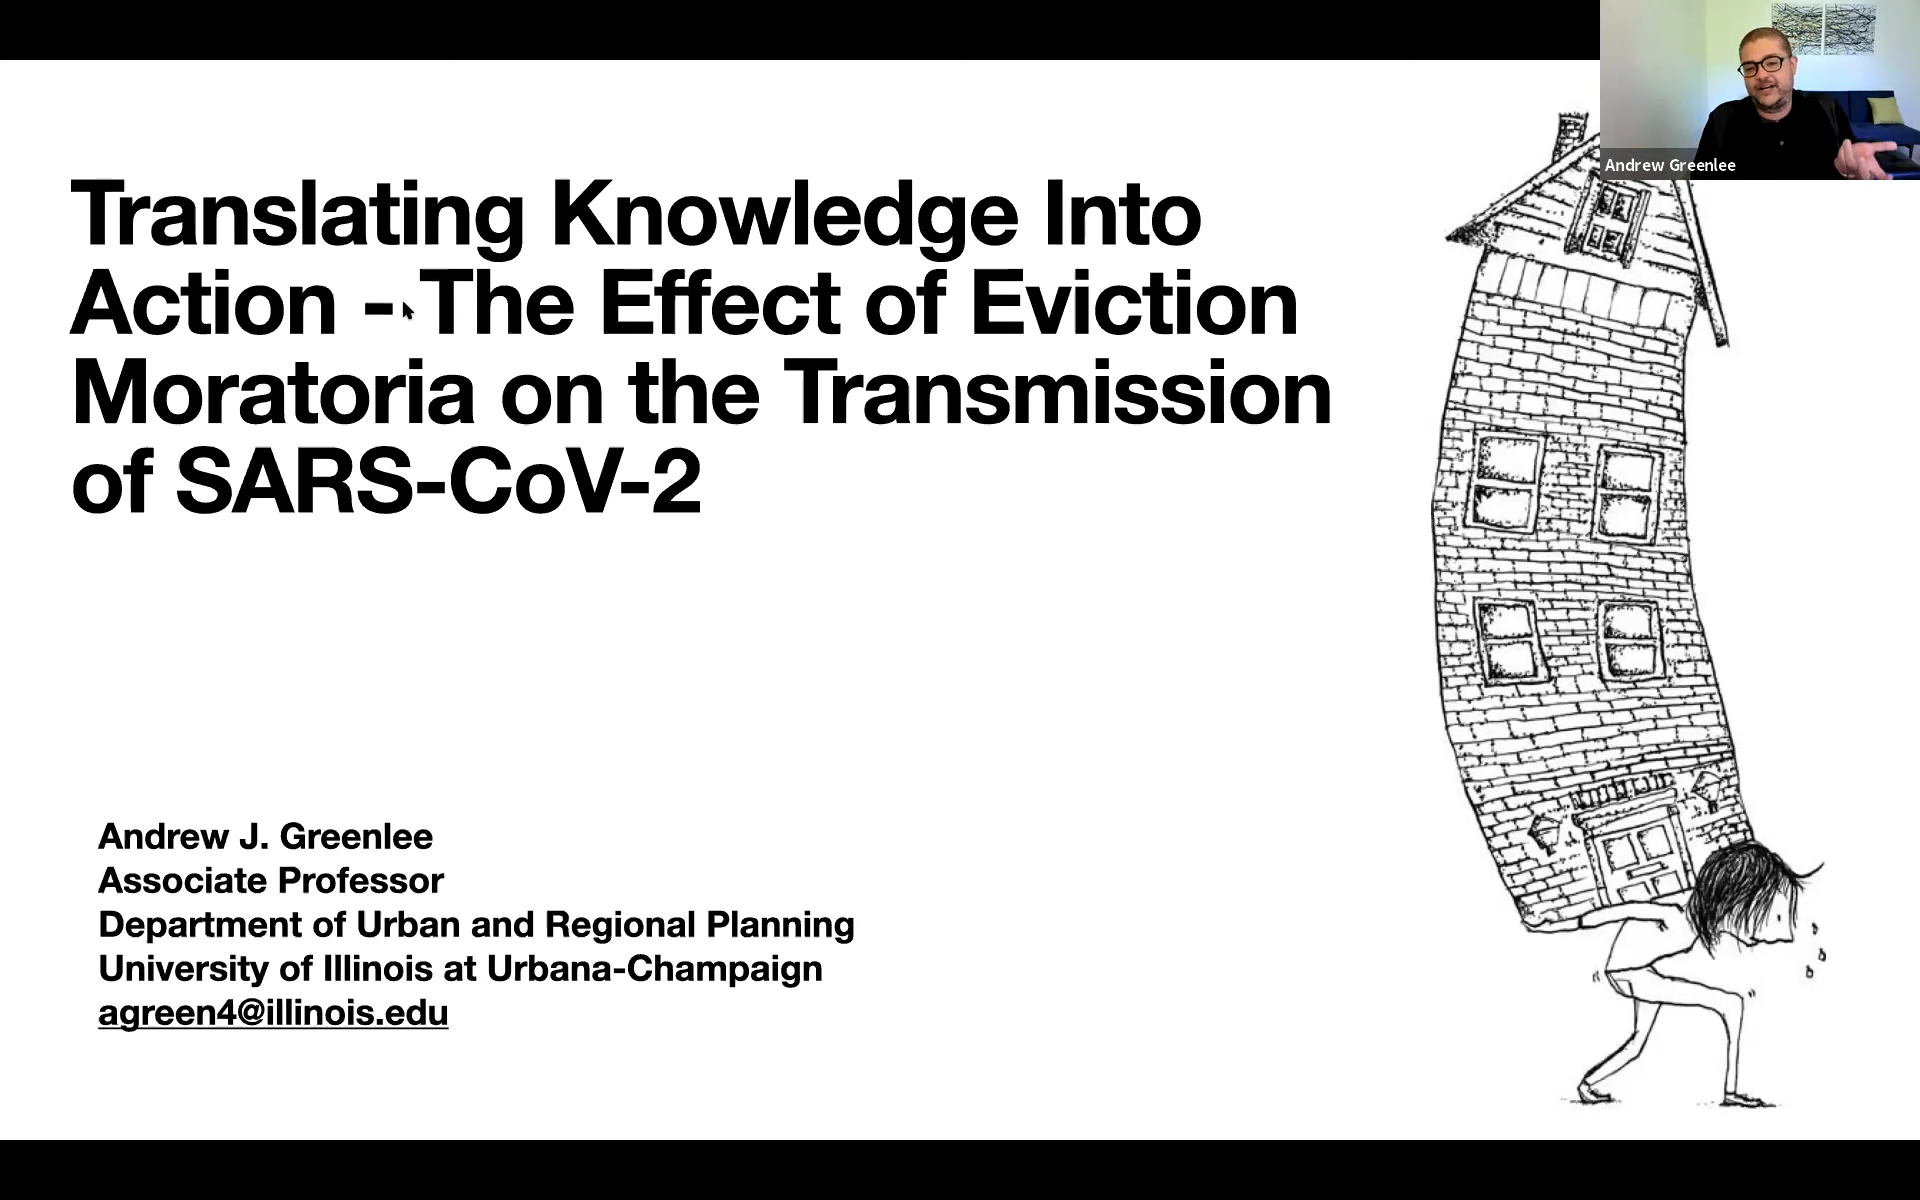 Andrew Greenlee
Translating Knowledge Into
Action - The Effect of Eviction
Moratoria on the Transmission
of SARS-CoV-2
Andrew J. Greenlee
Associate Professor
Department of Urban and Regional Planning
University of Illinois at Urbana-Champaign
agreen4@illinois.edu